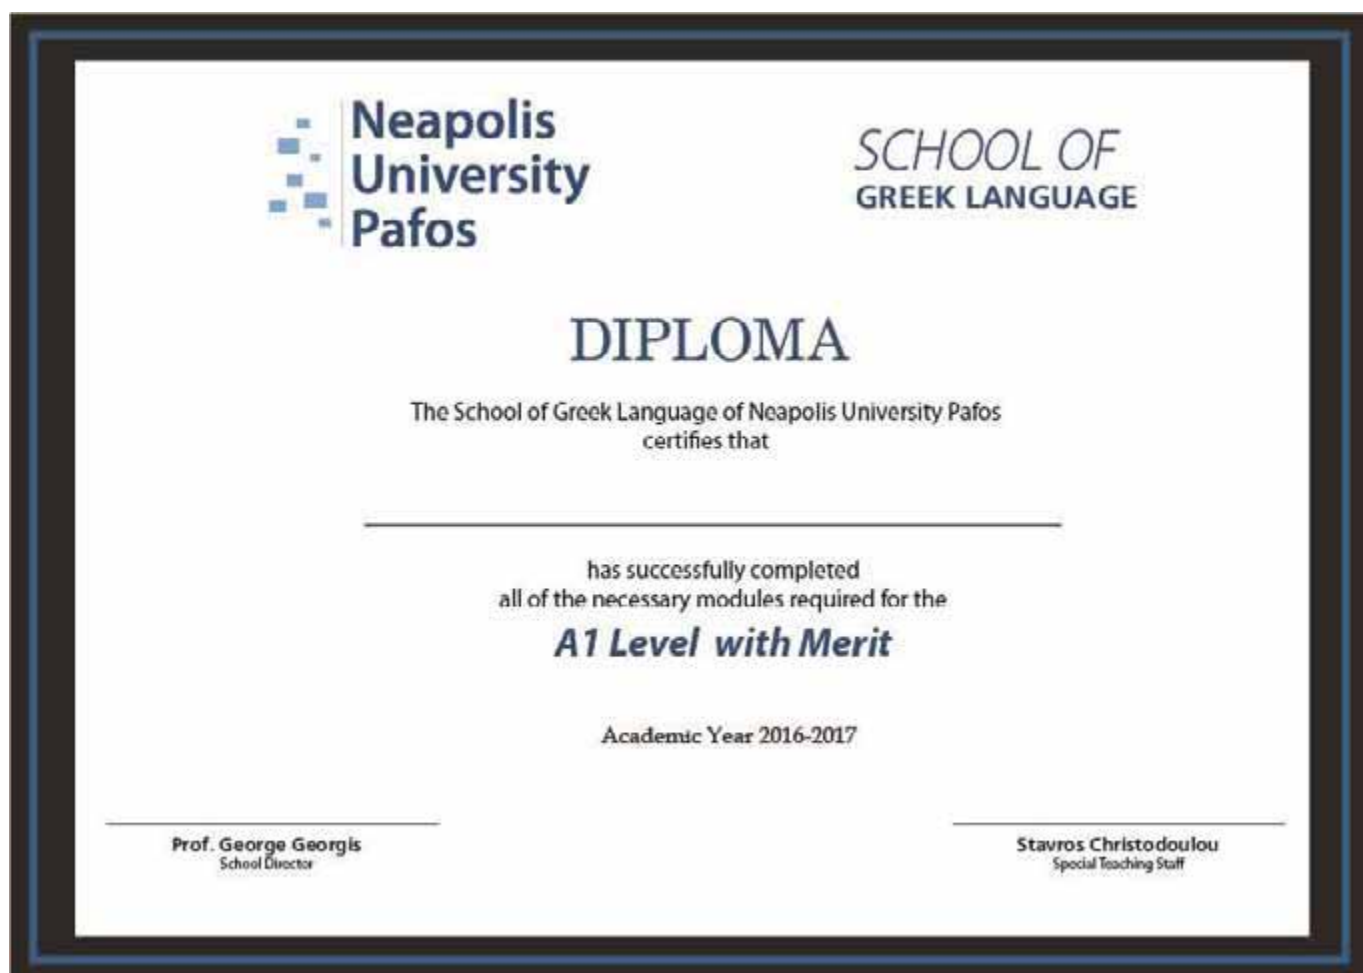 Neapolis
University
Pafos
SCHOOL OF
GREEK LANGUAGE
DIPLOMA
The School of Greek Language of Neapolis University Pafos
certifies that
has successfully completed
all of the necessary modules required for the
A1 Level with Merit
Academic Year 2016-2017
Prof. George Georgis
School Director
Stavros Christodoulou
Special Teaching Staff